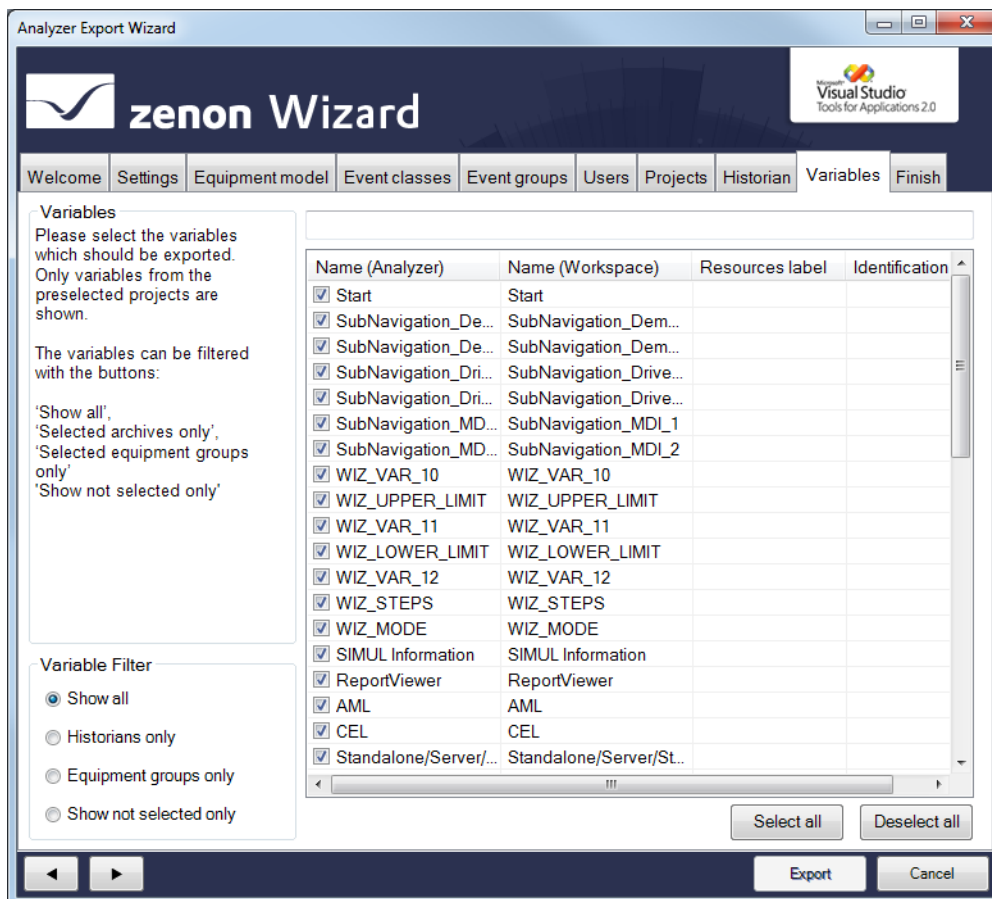 Analyzer Export Wizard
zenon Wizard
Microsoft
Visual Studio
Tools for Applications 2.0
Welcome Settings Equipment model Event classes Event groups Users Projects Historian Variables Finish
Variables
Please select the variables
which should be exported.
Only variables from the
preselected projects are
shown.
The variables can be filtered
with the buttons:
‘Show all’,
‘Selected archives only’,
‘Selected equipment groups
only’
'Show not selected only'
Variable Filter
Show all
Historians only
Equipment groups only
Show not selected only
Name (Analyzer) Name (Workspace) Resources label Identification
Start Start
SubNavigation_De... SubNavigation_Dem...
SubNavigation_De... SubNavigation_Dem...
SubNavigation_Dri... SubNavigation_Drive...
SubNavigation_Dri... SubNavigation_Drive...
SubNavigation_MD... SubNavigation_MDI_1
SubNavigation_MD... SubNavigation_MDI_2
WIZ_VAR_10 WIZ_VAR_10
WIZ_UPPER_LIMIT WIZ_UPPER_LIMIT
WIZ_VAR_11 WIZ_VAR_11
WIZ_LOWER_LIMIT WIZ_LOWER_LIMIT
WIZ_VAR_12 WIZ_VAR_12
WIZ_STEPS WIZ_STEPS
WIZ_MODE WIZ_MODE
SIMUL Information SIMUL Information
ReportViewer ReportViewer
AML AML
CEL CEL
Standalone/Server/... Standalone/Server/St...
Select all Deselect all
Export Cancel